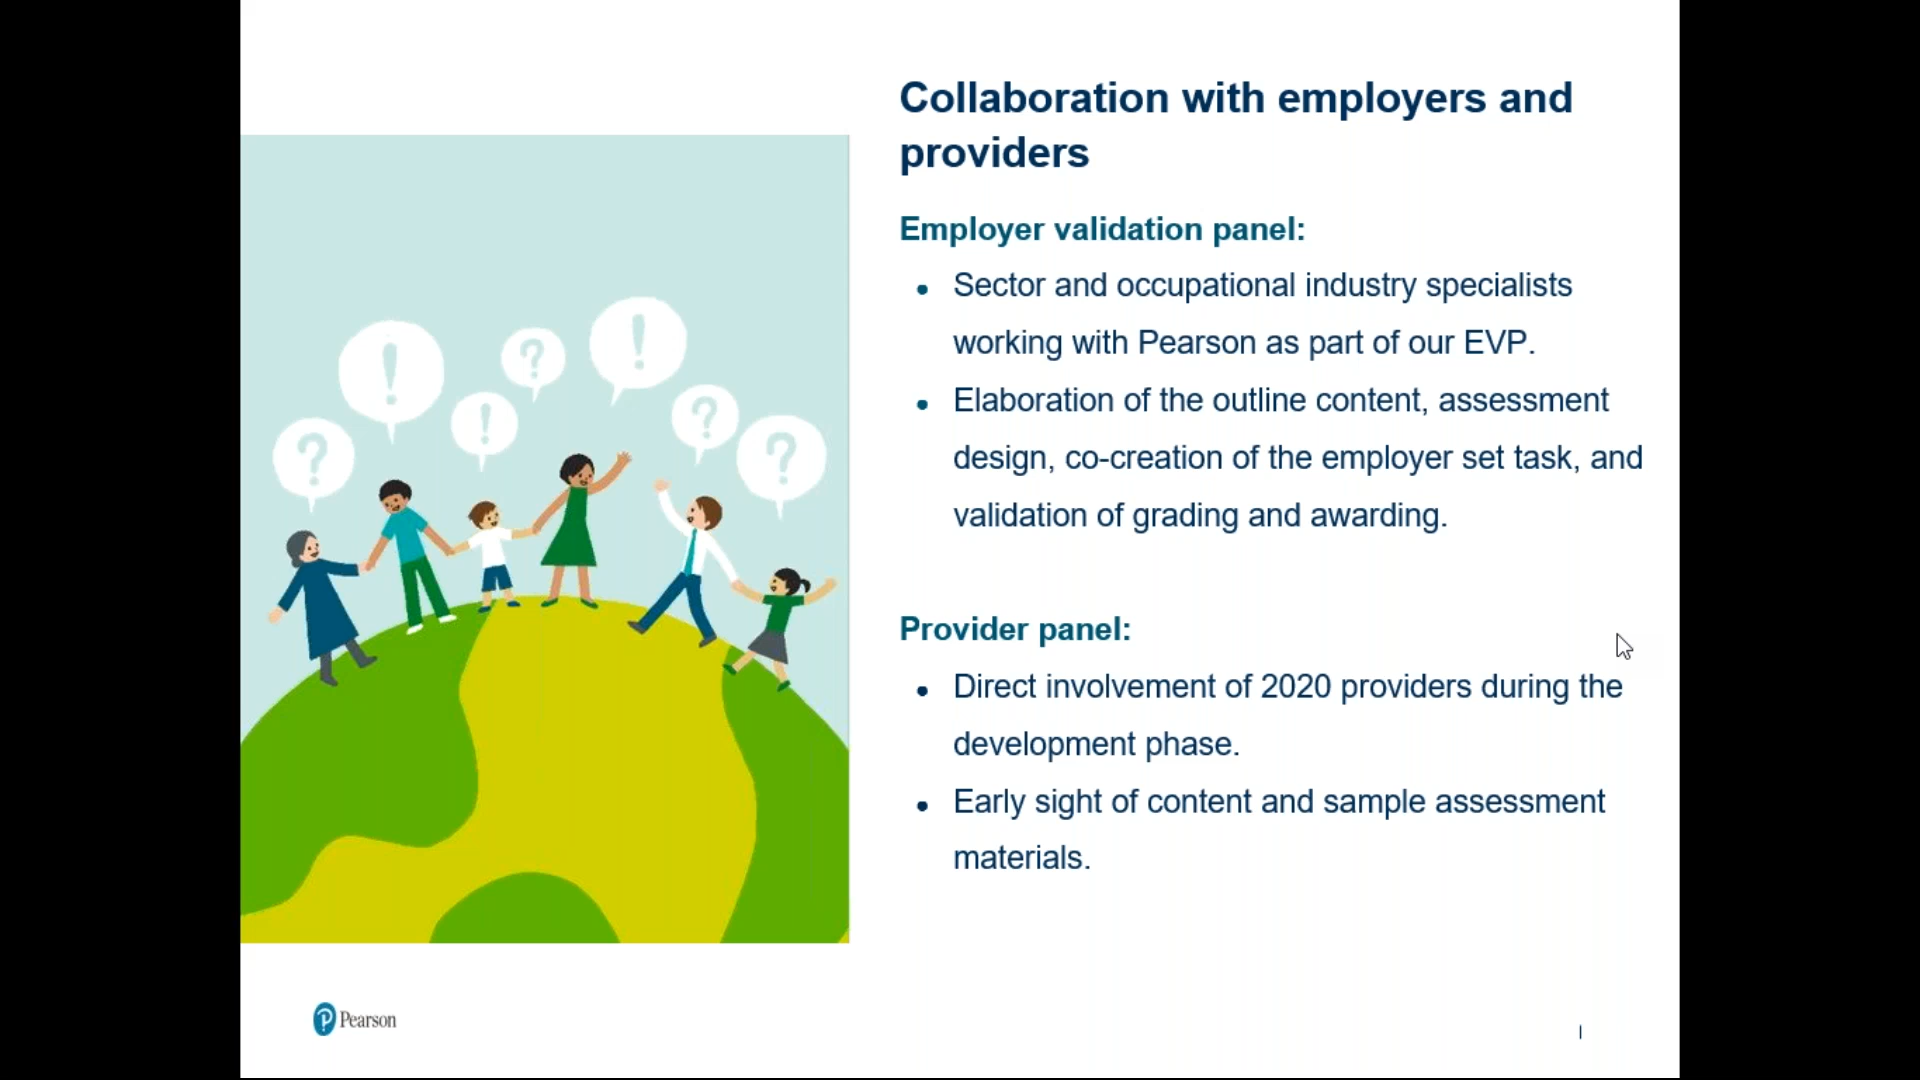 Collaboration with employers and
providers
Employer validation panel:
• Sector and occupational industry specialists
working with Pearson as part of our EVP.
• Elaboration of the outline content, assessment
design, co-creation of the employer set task, and
validation of grading and awarding.
Provider panel:
• Direct involvement of 2020 providers during the
development phase.
• Early sight of content and sample assessment
materials.
? ! ! ? ! ? ?
P Pearson